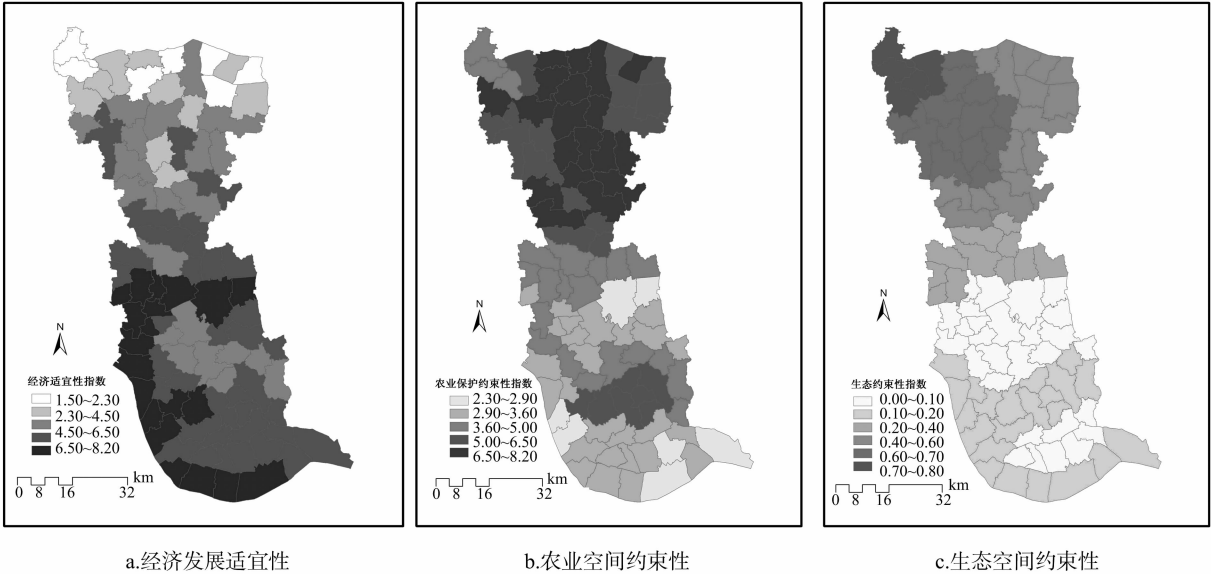 N
经济适宜性指数
1.50~2.30
2.30~4.50
4.50~6.50
6.50~8.20
km
0 8 16 32
a.经济发展适宜性
N
农业保护约束性指数
2.30~2.90
2.90~3.60
3.60~5.00
5.00~6.50
6.50~8.20
km
0 8 16 32
b.农业空间约束性
N
生态约束性指数
0.00~0.10
0.10~0.20
0.20~0.40
0.40~0.60
0.60~0.70
0.70~0.80
km
0 8 16 32
c.生态空间约束性